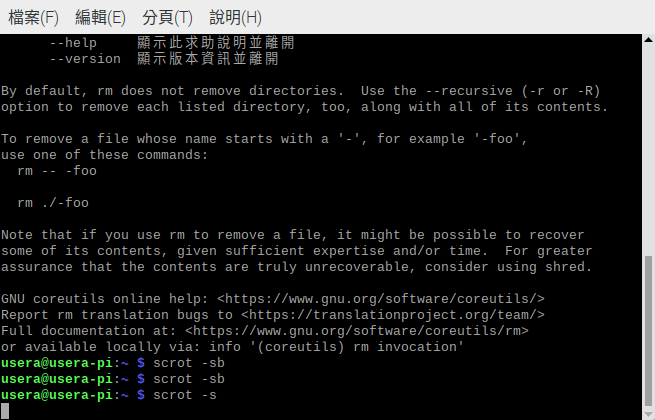 檔案(F) 編輯(E) 分頁(T) 說明(H)
--help 顯示此求助說明並離開
--version 顯示版本資訊並離開
By default, rm does not remove directories. Use the --recursive (-r or -R)
option to remove each listed directory, too, along with all of its contents.
To remove a file whose name starts with a '-', for example '-foo',
use one of these commands:
rm -- -foo
rm ./-foo
Note that if you use rm to remove a file, it might be possible to recover
some of its contents, given sufficient expertise and/or time. For greater
assurance that the contents are truly unrecoverable, consider using shred.
GNU coreutils online help: <https://www.gnu.org/software/coreutils/>
Report rm translation bugs to <https://translationproject.org/team/>
Full documentation at: <https://www.gnu.org/software/coreutils/rm>
or available locally via: info '(coreutils) rm invocation'
usera@usera-pi:~ $ scrot -sb
usera@usera-pi:~ $ scrot -sb
usera@usera-pi:~ $ scrot -s